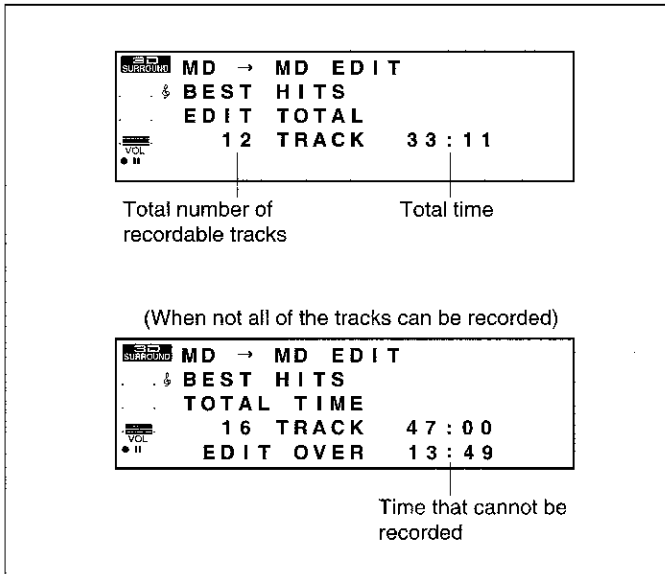 3D
SURROUND
MD → MD EDIT
BEST HITS
EDIT TOTAL
12 TRACK 33:11
VOL
Total number of
recordable tracks
Total time
(When not all of the tracks can be recorded)
3D
SURROUND
MD → MD EDIT
BEST HITS
TOTAL TIME
16 TRACK 47:00
VOL
EDIT OVER 13:49
Time that cannot be
recorded